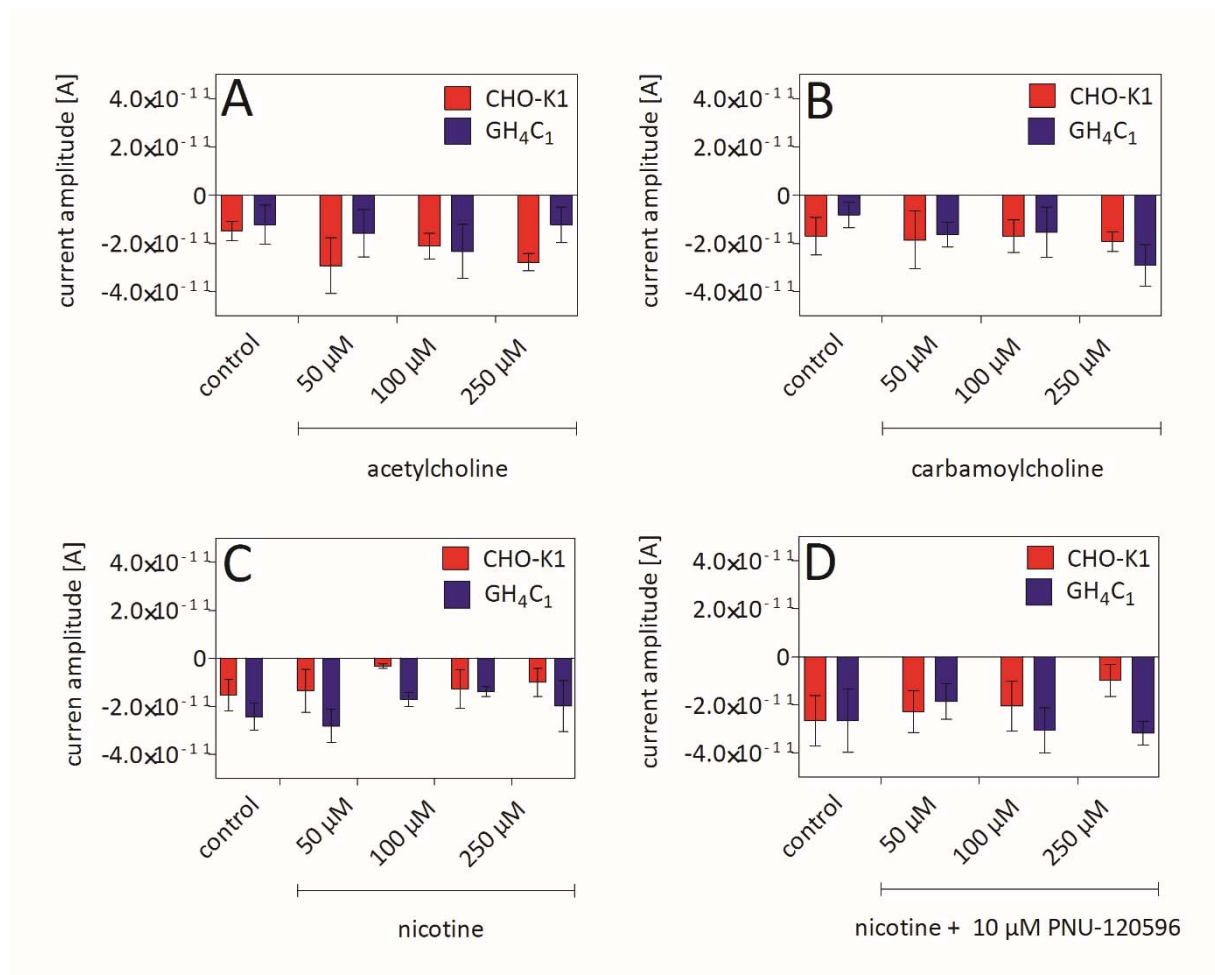 A
current amplitude [A]
4.0x10⁻¹¹
2.0x10⁻¹¹
0
-2.0x10⁻¹¹
-4.0x10⁻¹¹
CHO-K1
GH₄C₁
control
50 µM
100 µM
250 µM
acetylcholine
B
current amplitude [A]
4.0x10⁻¹¹
2.0x10⁻¹¹
0
-2.0x10⁻¹¹
-4.0x10⁻¹¹
CHO-K1
GH₄C₁
control
50 µM
100 µM
250 µM
carbamoylcholine
C
curren amplitude [A]
4.0x10⁻¹¹
2.0x10⁻¹¹
0
-2.0x10⁻¹¹
-4.0x10⁻¹¹
CHO-K1
GH₄C₁
control
50 µM
100 µM
250 µM
nicotine
D
current amplitude [A]
4.0x10⁻¹¹
2.0x10⁻¹¹
0
-2.0x10⁻¹¹
-4.0x10⁻¹¹
CHO-K1
GH₄C₁
control
50 µM
100 µM
250 µM
nicotine + 10 µM PNU-120596